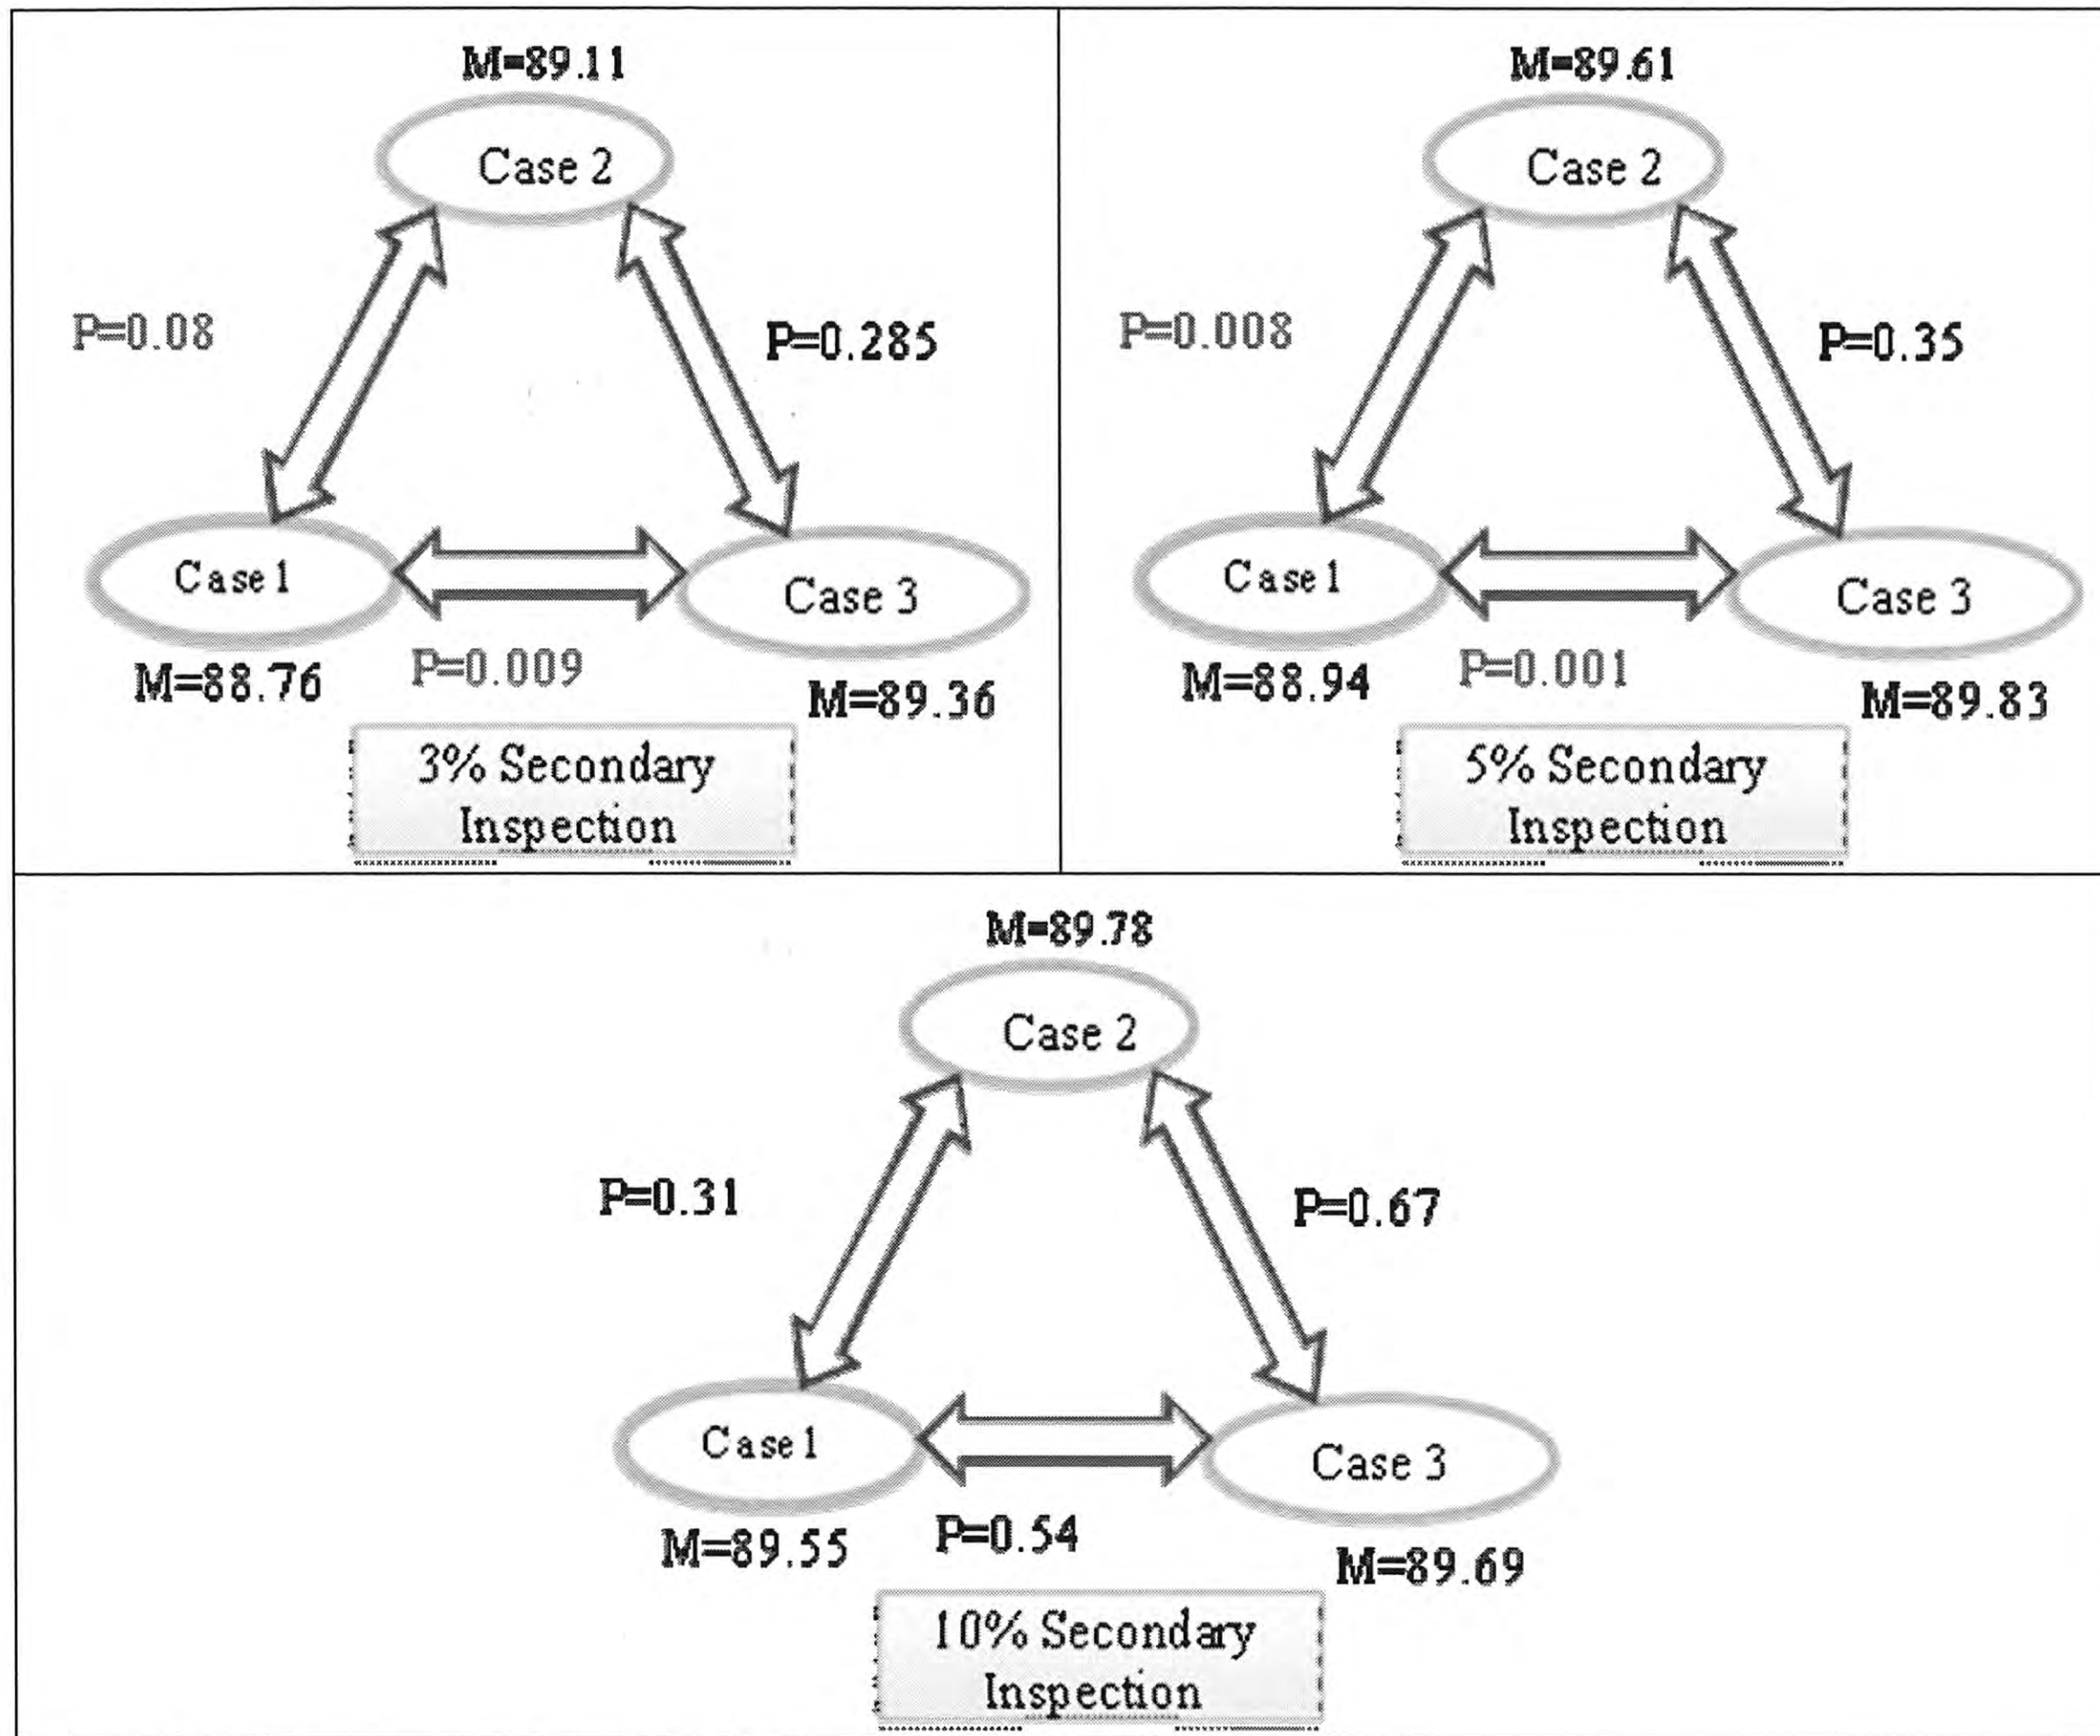 M=89.11
Case 2
P=0.08
P=0.285
Case 1
Case 3
P=0.009
M=88.76
M=89.36
3% Secondary
Inspection
M=89.61
Case 2
P=0.008
P=0.35
Case 1
Case 3
P=0.001
M=88.94
M=89.83
5% Secondary
Inspection
M=89.78
Case 2
P=0.31
P=0.67
Case 1
Case 3
P=0.54
M=89.55
M=89.69
10% Secondary
Inspection